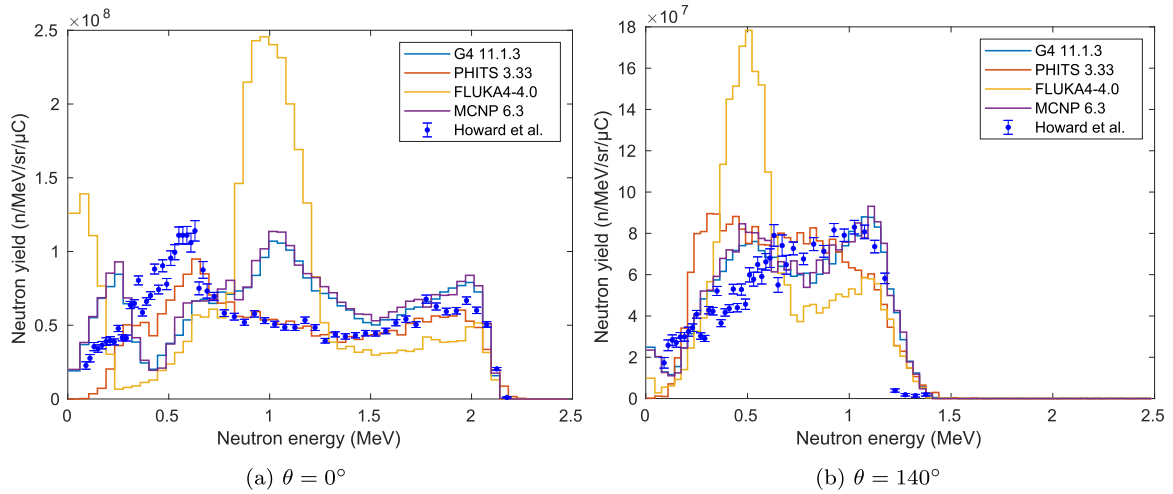 ×10⁸
2.5
2
1.5
1
0.5
0
Neutron yield (n/MeV/sr/μC)
G4 11.1.3
PHITS 3.33
FLUKA4-4.0
MCNP 6.3
Howard et al.
0 0.5 1 1.5 2 2.5
Neutron energy (MeV)
(a) θ = 0°
×10⁷
18
16
14
12
10
8
6
4
2
0
Neutron yield (n/MeV/sr/μC)
G4 11.1.3
PHITS 3.33
FLUKA4-4.0
MCNP 6.3
Howard et al.
0 0.5 1 1.5 2 2.5
Neutron energy (MeV)
(b) θ = 140°